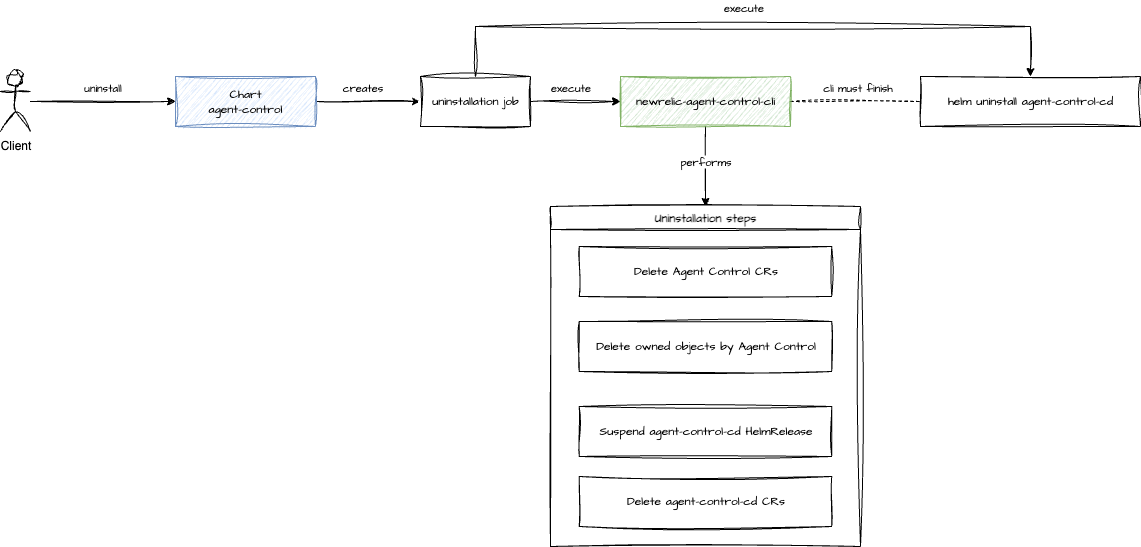 execute
uninstall
Chart
agent-control
creates
uninstallation job
execute
newrelic-agent-control-cli
cli must finish
helm uninstall agent-control-cd
Client
performs
Uninstallation steps
Delete Agent Control CRs
Delete owned objects by Agent Control
Suspend agent-control-cd HelmRelease
Delete agent-control-cd CRs